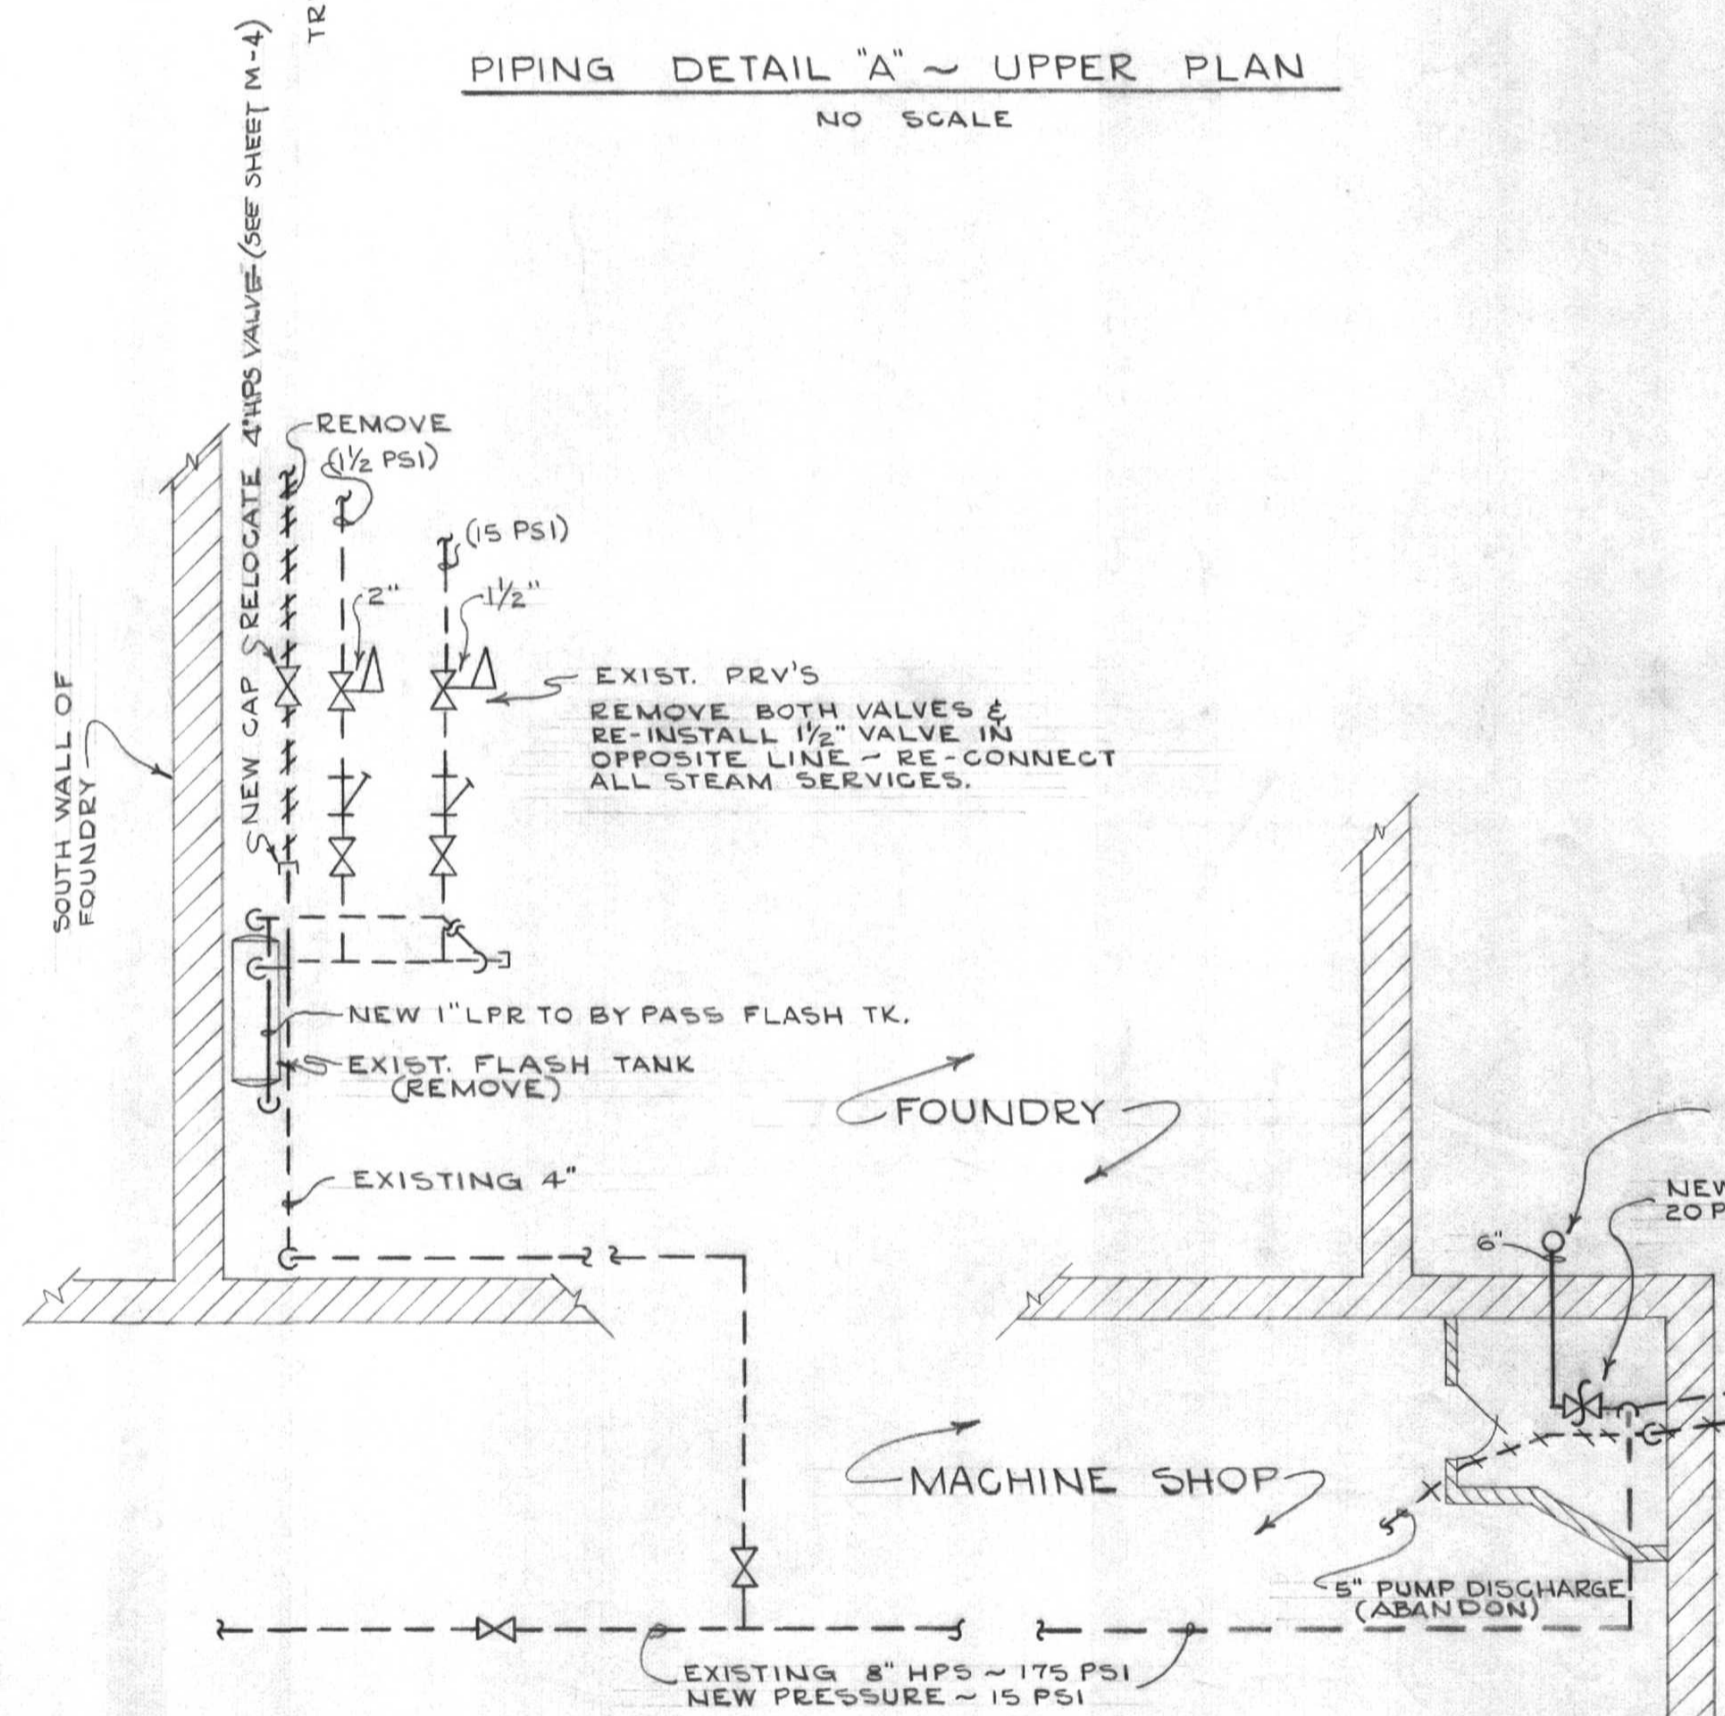 TR
PIPING DETAIL "A" ~ UPPER PLAN
NO SCALE
RELOCATE 4" HPS VALVE (SEE SHEET M-4)
REMOVE
(1½ PSI)
(15 PSI)
2"
1½"
EXIST. PRV'S
REMOVE BOTH VALVES &
RE-INSTALL 1½" VALVE IN
OPPOSITE LINE ~ RE-CONNECT
ALL STEAM SERVICES.
NEW CAP
SOUTH WALL OF
FOUNDRY
NEW 1" LPR TO BY PASS FLASH TK.
EXIST. FLASH TANK
(REMOVE)
FOUNDRY
EXISTING 4"
NEW
20 P
6"
MACHINE SHOP
5" PUMP DISCHARGE
(ABANDON)
EXISTING 8" HPS ~ 175 PSI
NEW PRESSURE ~ 15 PSI